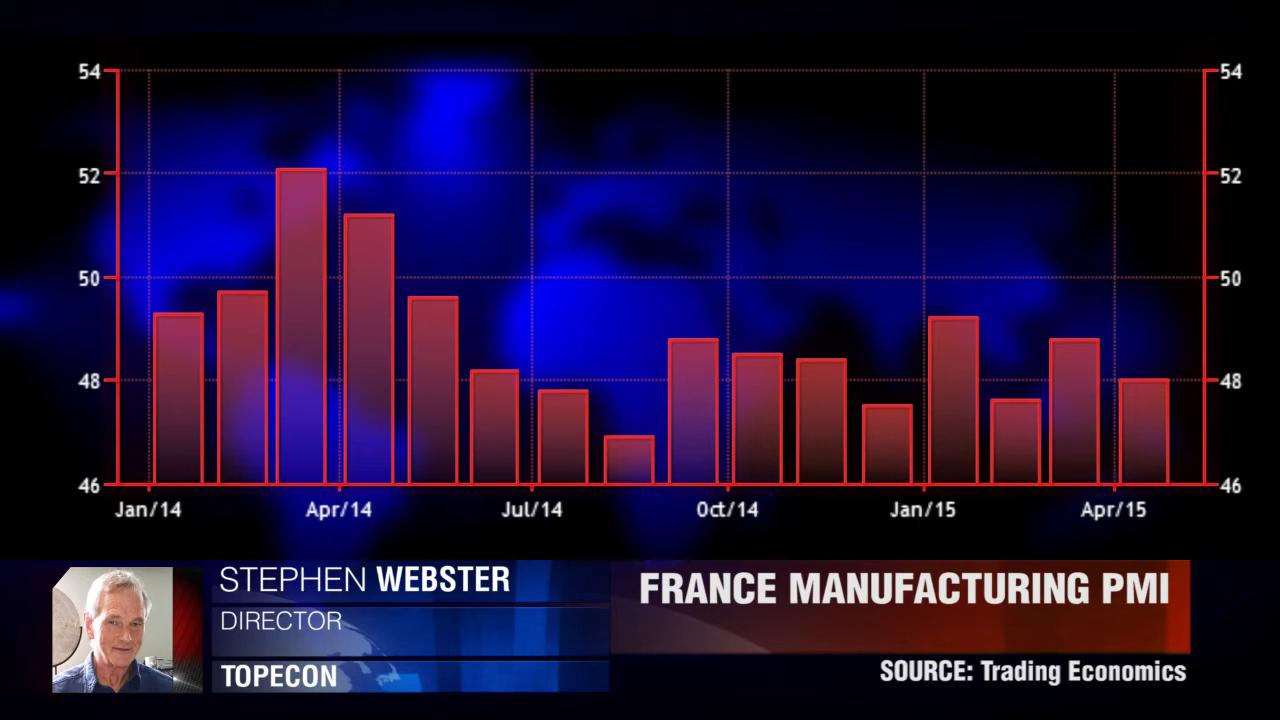 54 54
52 52
50 50
48 48
46 46
Jan/14 Apr/14 Jul/14 Oct/14 Jan/15 Apr/15
STEPHEN WEBSTER
DIRECTOR
TOPECON
FRANCE MANUFACTURING PMI
SOURCE: Trading Economics